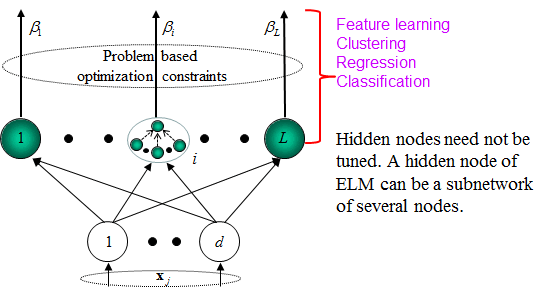 β1 βi βL
Feature learning
Clustering
Regression
Classification
Problem based
optimization constraints
1 i L
Hidden nodes need not be
tuned. A hidden node of
ELM can be a subnetwork
of several nodes.
1 d
xj